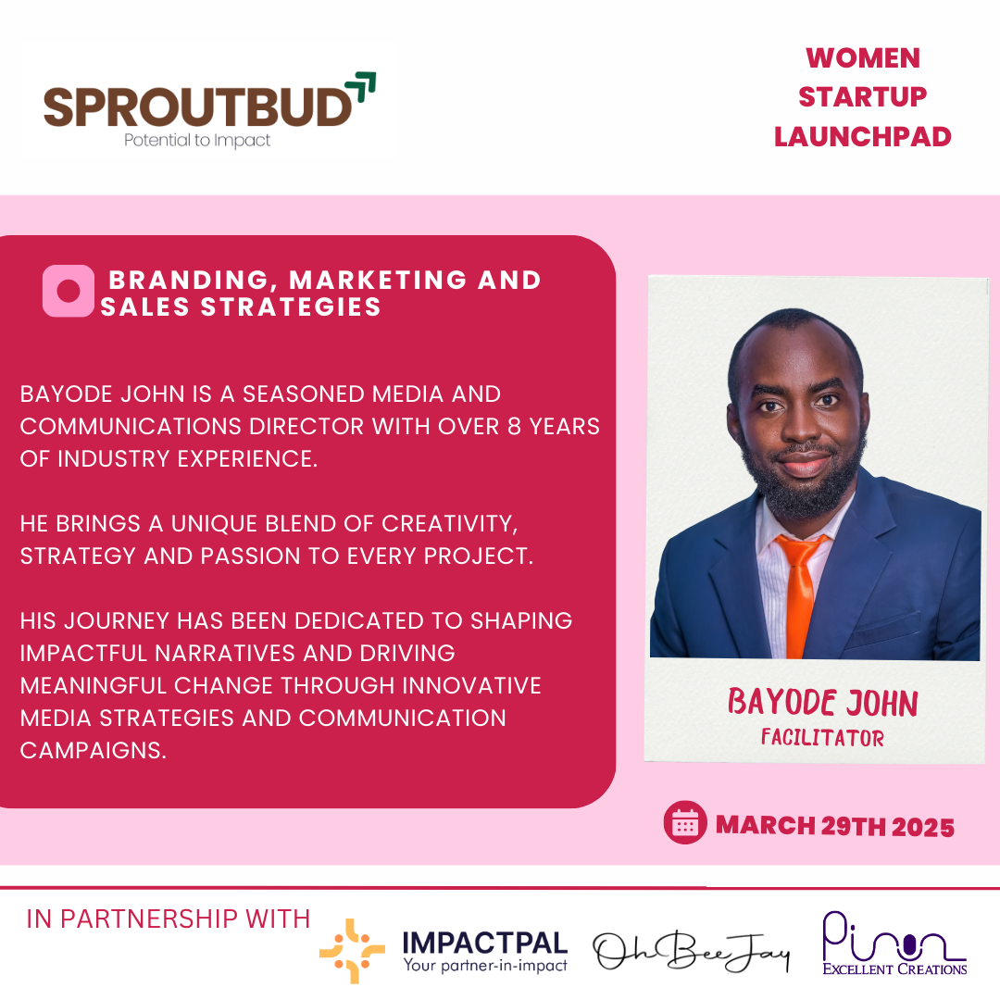 SPROUTBUD
Potential to Impact
WOMEN
STARTUP
LAUNCHPAD
BRANDING, MARKETING AND
SALES STRATEGIES
BAYODE JOHN IS A SEASONED MEDIA AND
COMMUNICATIONS DIRECTOR WITH OVER 8 YEARS
OF INDUSTRY EXPERIENCE.
HE BRINGS A UNIQUE BLEND OF CREATIVITY,
STRATEGY AND PASSION TO EVERY PROJECT.
HIS JOURNEY HAS BEEN DEDICATED TO SHAPING
IMPACTFUL NARRATIVES AND DRIVING
MEANINGFUL CHANGE THROUGH INNOVATIVE
MEDIA STRATEGIES AND COMMUNICATION
CAMPAIGNS.
BAYODE JOHN
FACILITATOR
MARCH 29TH 2025
IN PARTNERSHIP WITH
IMPACTPAL
Your partner-in-impact
OhBeeJay
EXCELLENT CREATIONS